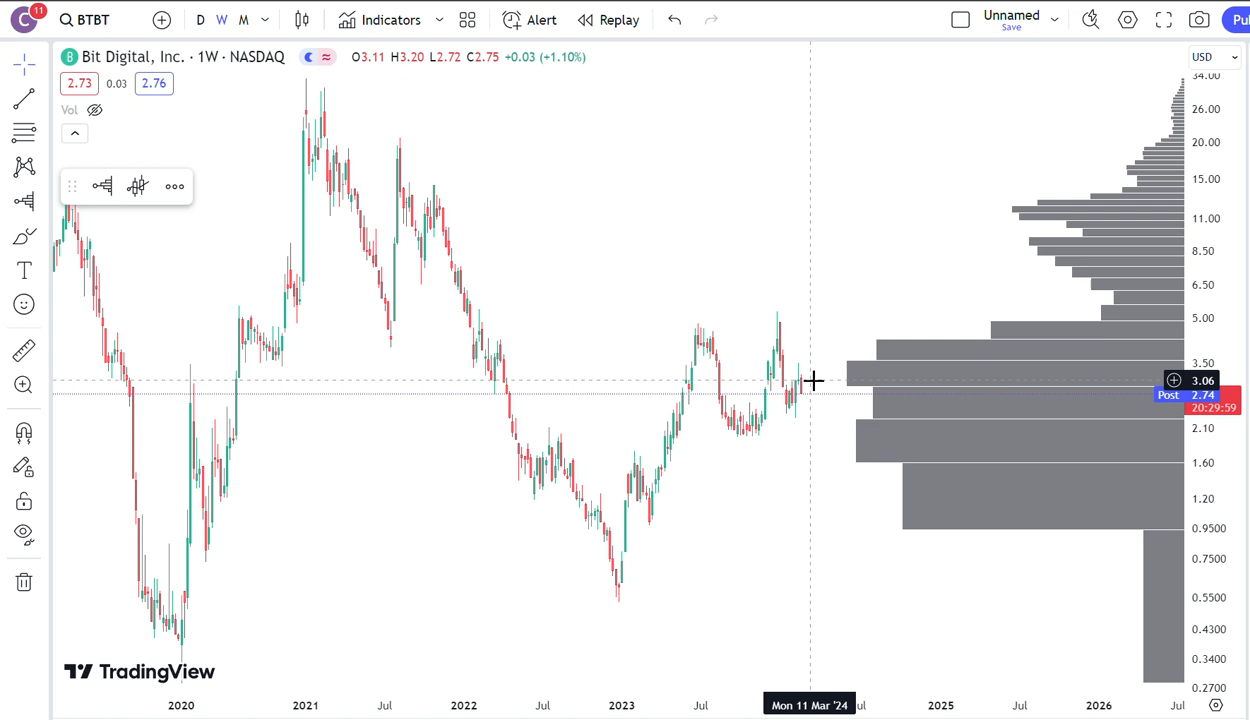 C 11 BTBT D W M Indicators Alert Replay Unnamed Save Pu
B Bit Digital, Inc. · 1W · NASDAQ ≈ O3.11 H3.20 L2.72 C2.75 +0.03 (+1.10%) USD
2.73 0.03 2.76
Vol
34.00
26.00
20.00
15.00
11.00
8.50
6.50
5.00
3.50
3.06
Post 2.74
20:29:59
2.10
1.60
1.20
0.9500
0.7500
0.5500
0.4300
0.3400
0.2700
TradingView
2020 2021 Jul 2022 Jul 2023 Jul Mon 11 Mar '24 ul 2025 Jul 2026 Jul